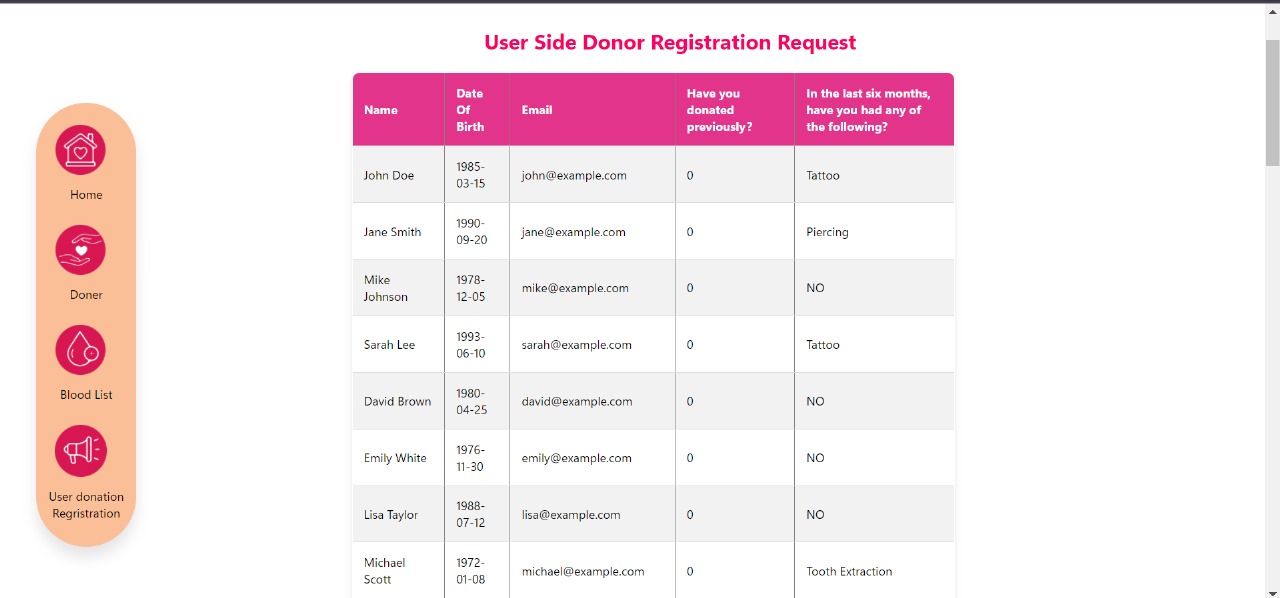 User Side Donor Registration Request
Home
Doner
Blood List
User donation
Regristration
Name
Date
Of
Birth
Email
Have you
donated
previously?
In the last six months,
have you had any of
the following?
John Doe
1985-
03-15
john@example.com
0
Tattoo
Jane Smith
1990-
09-20
jane@example.com
0
Piercing
Mike
Johnson
1978-
12-05
mike@example.com
0
NO
Sarah Lee
1993-
06-10
sarah@example.com
0
Tattoo
David Brown
1980-
04-25
david@example.com
0
NO
Emily White
1976-
11-30
emily@example.com
0
NO
Lisa Taylor
1988-
07-12
lisa@example.com
0
NO
Michael
Scott
1972-
01-08
michael@example.com
0
Tooth Extraction